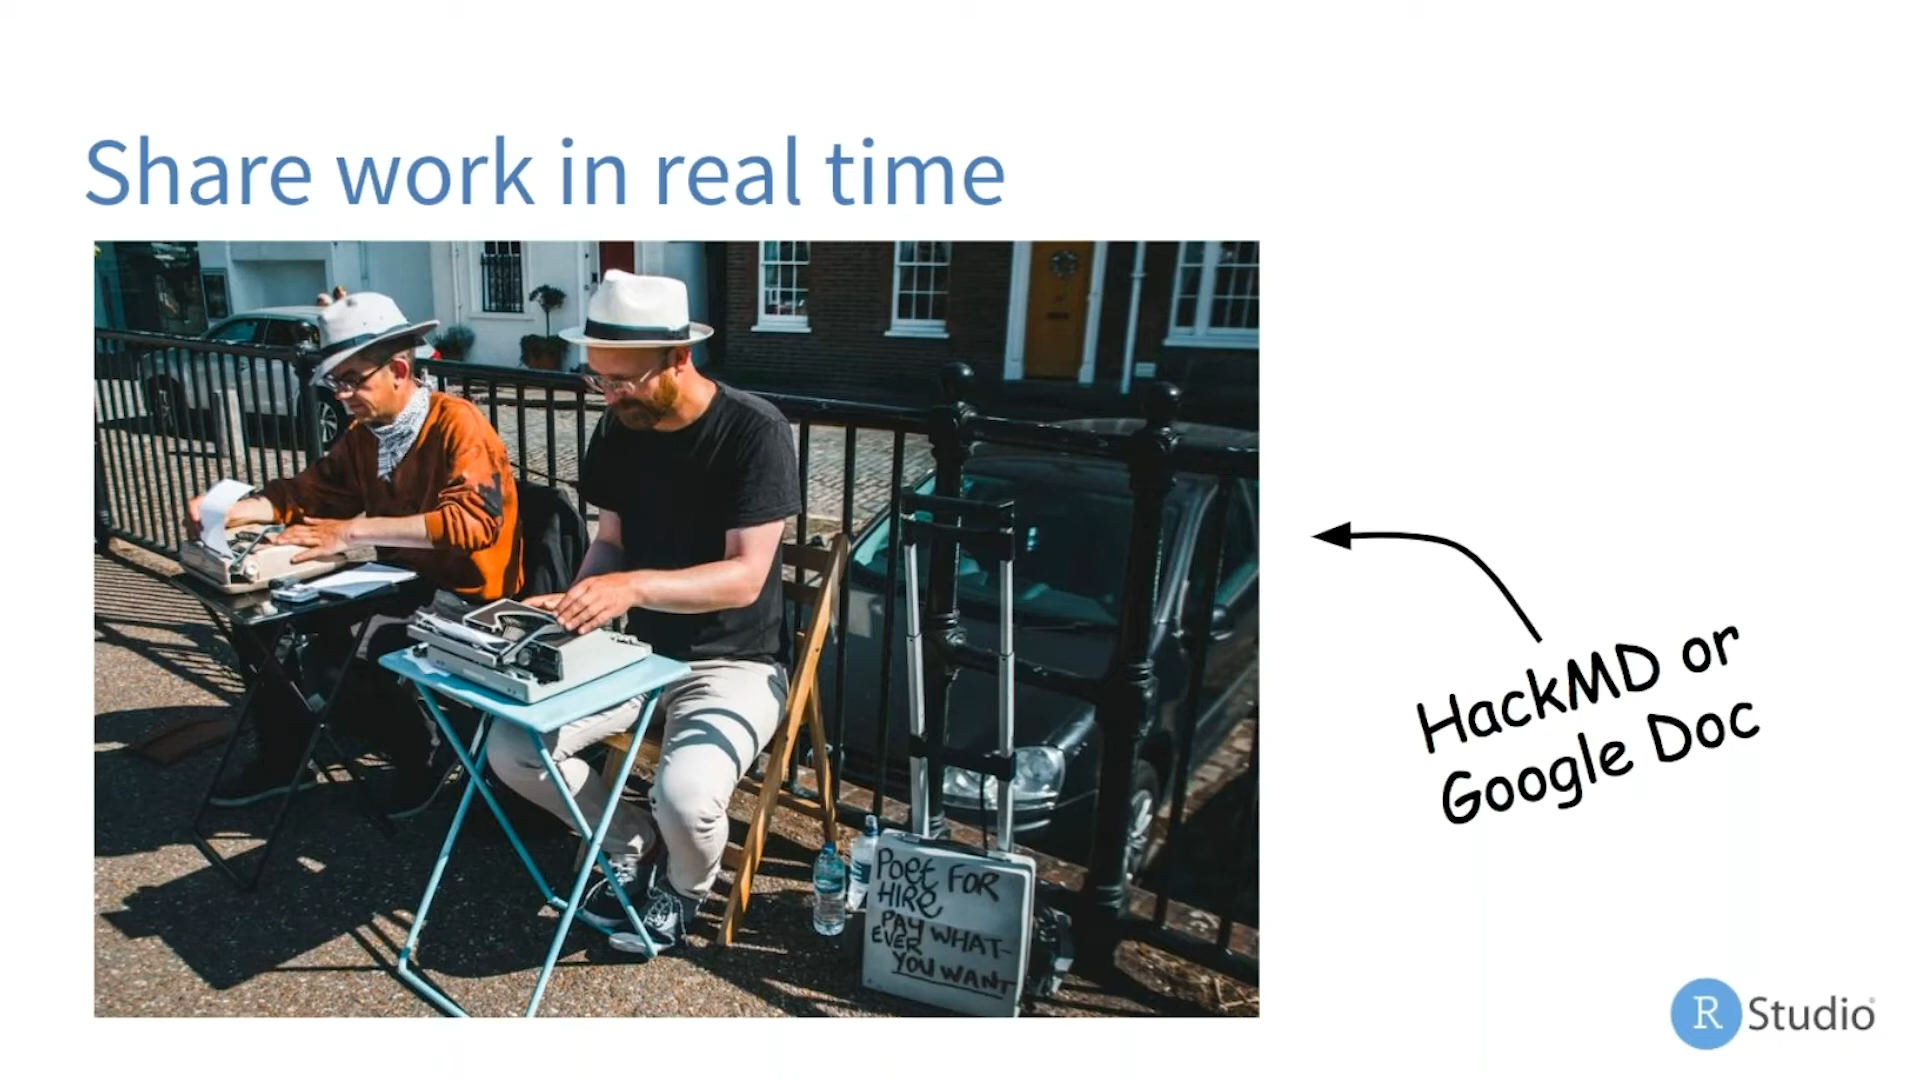 Share work in real time
HackMD or
Google Doc
Poet FOR
HIRe
PAY WHAT-
EVER
YOU WANT
R Studio